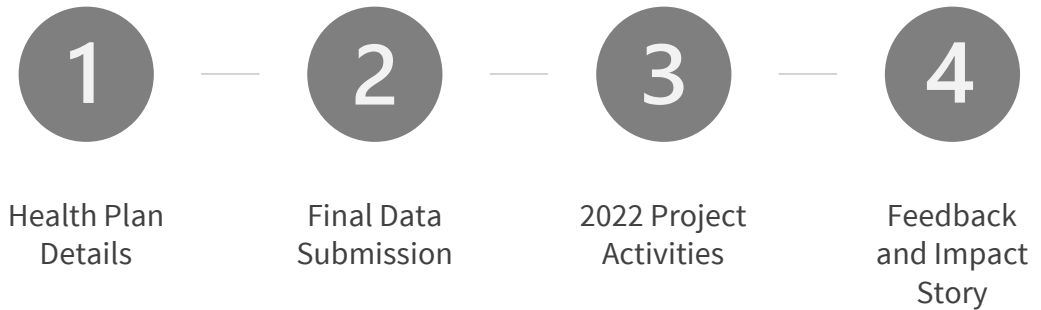 1
2
3
4
Health Plan
Details
Final Data
Submission
2022 Project
Activities
Feedback
and Impact
Story